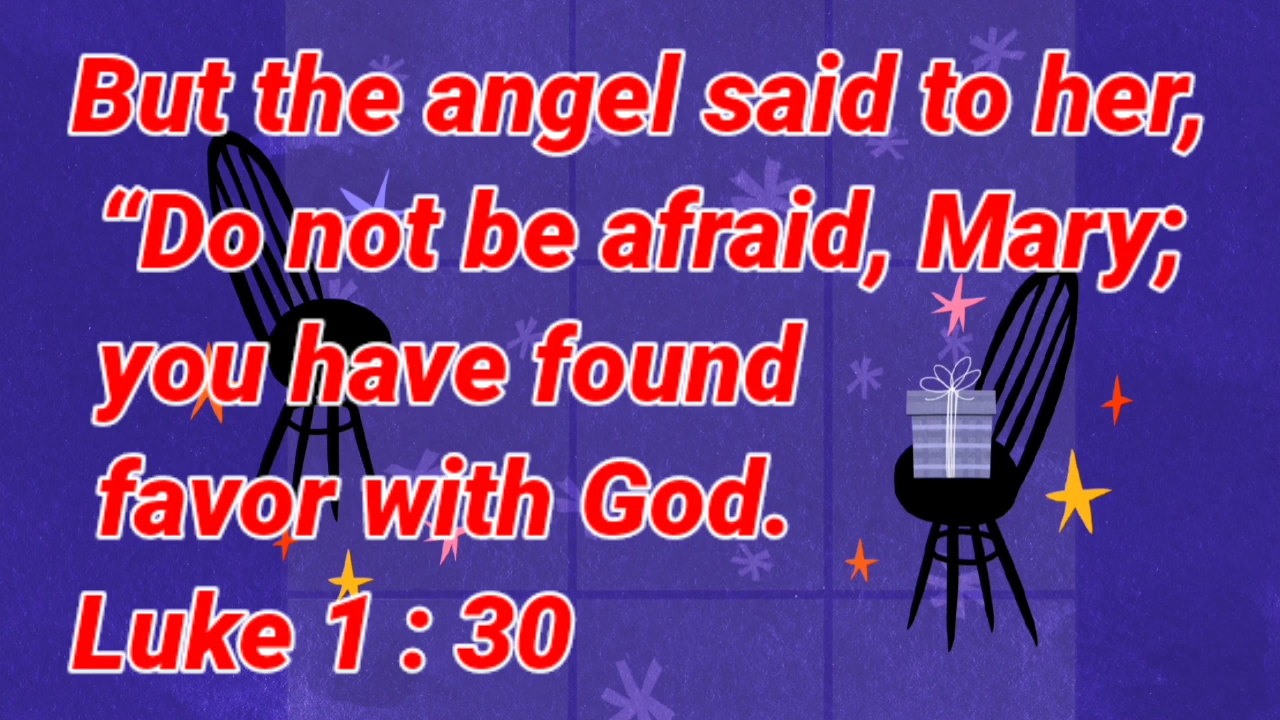 But the angel said to her,
“Do not be afraid, Mary;
you have found
favor with God.
Luke 1 : 30